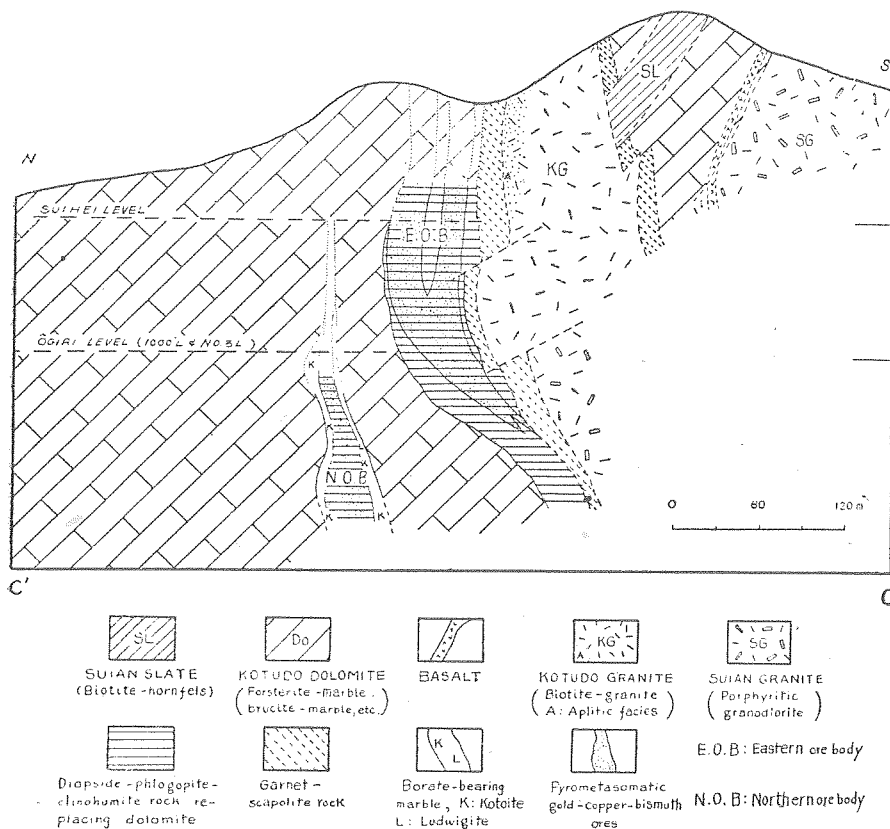 N
S
SL
SG
KG
A
SUIHEI LEVEL
E.O.B
ŌGIRI LEVEL (1000'L & NO.3L)
K
K
N.O.B
K
K
0 60 120 m
C'
C
SL
Do
KG
A
SG
SUIAN SLATE
(Biotite-hornfels)
KOTUDO DOLOMITE
(Forsterite-marble,
brucite-marble, etc.)
BASALT
KOTUDO GRANITE
(Biotite-granite
A: Aplitic facies)
SUIAN GRANITE
(Porphyritic
granodiorite)
K
L
Diopside-phlogopite-
clinohumite rock re-
placing dolomite
Garnet-
scapolite rock
Borate-bearing
marble, K: Kotoite
L: Ludwigite
Pyrometasomatic
gold-copper-bismuth
ores
E.O.B: Eastern ore body
N.O.B: Northern ore body